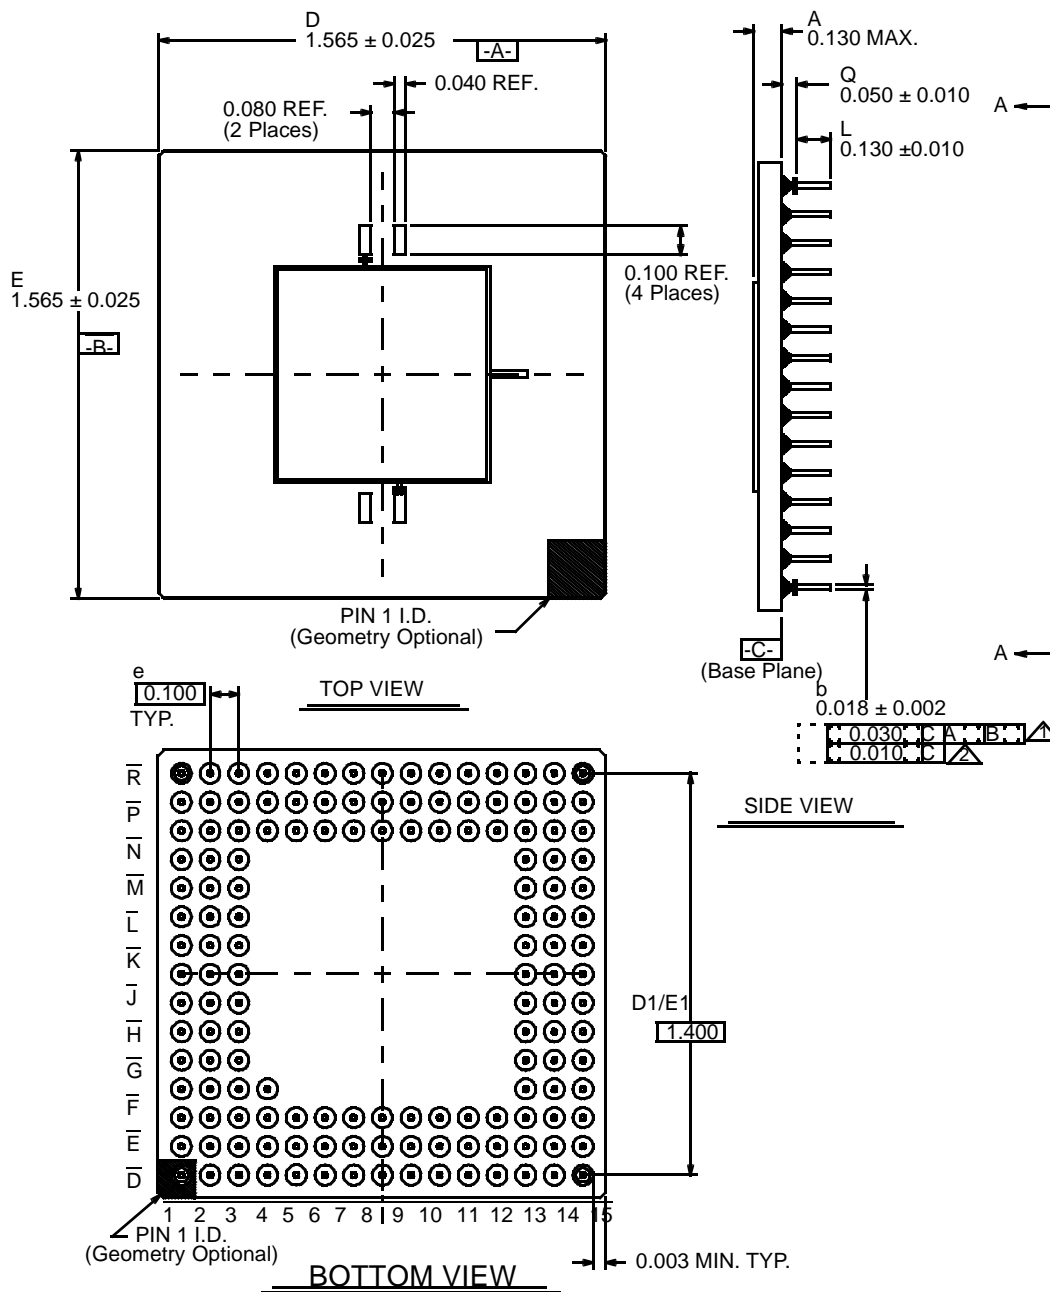 D
1.565 ± 0.025
-A-
0.040 REF.
0.080 REF.
(2 Places)
A
0.130 MAX.
Q
0.050 ± 0.010
A
L
0.130 ±0.010
E
1.565 ± 0.025
-B-
0.100 REF.
(4 Places)
PIN 1 I.D.
(Geometry Optional)
-C-
(Base Plane)
A
b
0.018 ± 0.002
0.030 C A B 1
0.010 C 2
e
0.100
TYP.
TOP VIEW
SIDE VIEW
R
P
N
M
L
K
J
H
G
F
E
D
D1/E1
1.400
1 2 3 4 5 6 7 8 9 10 11 12 13 14 15
PIN 1 I.D.
(Geometry Optional)
0.003 MIN. TYP.
BOTTOM VIEW